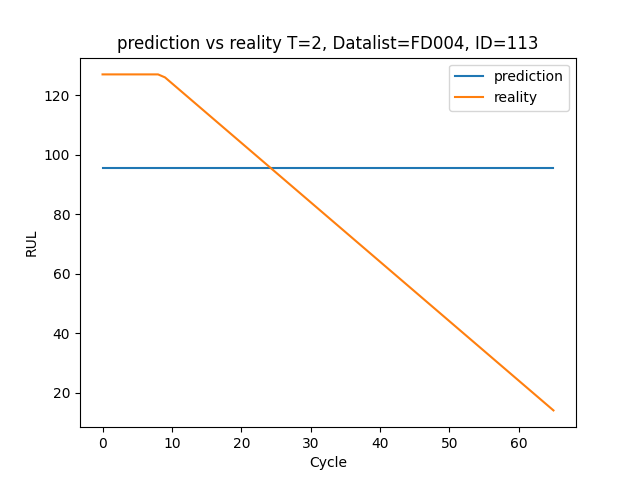 prediction vs reality T=2, Datalist=FD004, ID=113
prediction
reality
120
100
80
60
40
20
RUL
0 10 20 30 40 50 60
Cycle